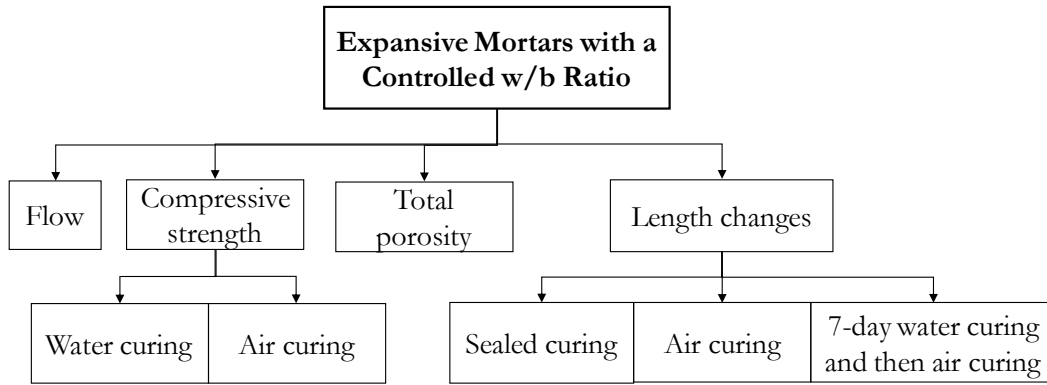 Expansive Mortars with a
Controlled w/b Ratio
Flow
Compressive
strength
Total
porosity
Length changes
Water curing
Air curing
Sealed curing
Air curing
7-day water curing
and then air curing